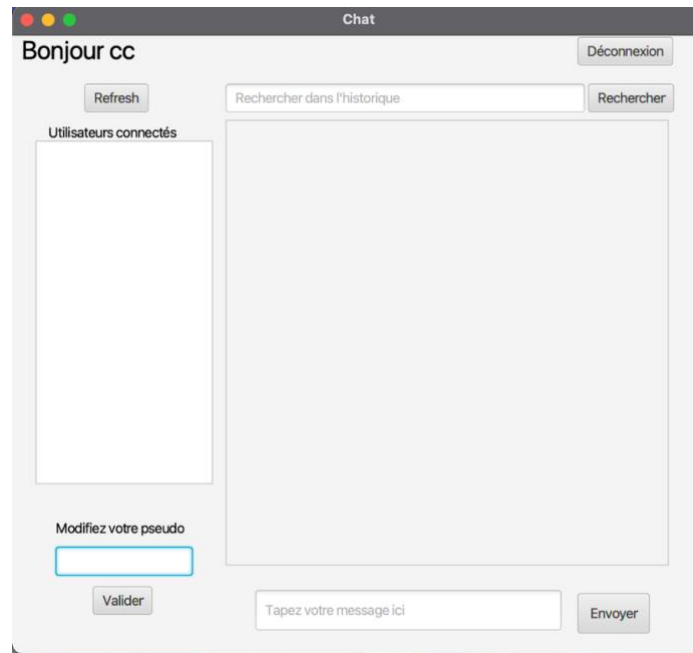 Chat
Bonjour cc
Déconnexion
Refresh
Rechercher dans l'historique
Rechercher
Utilisateurs connectés
Modifiez votre pseudo
Valider
Tapez votre message ici
Envoyer